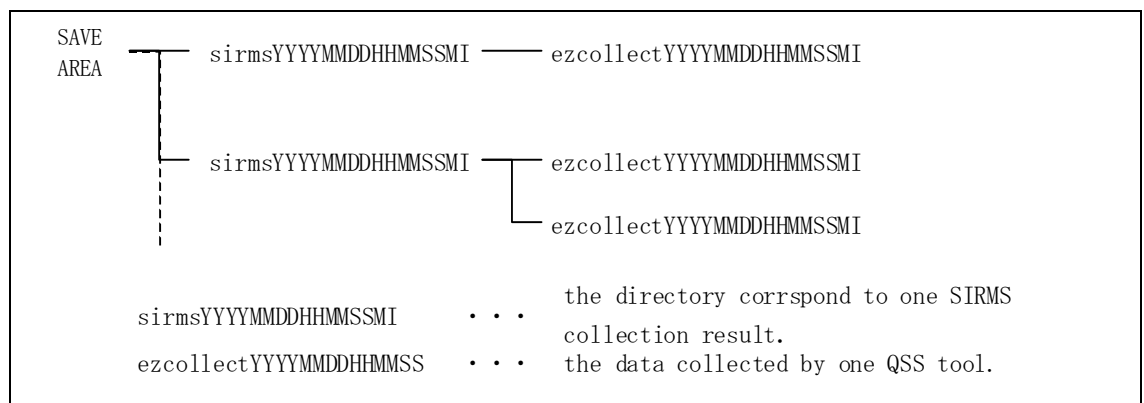 SAVE
AREA
sirmsYYYYMMDDHHMMSSMI
ezcollectYYYYMMDDHHMMSSMI
sirmsYYYYMMDDHHMMSSMI
ezcollectYYYYMMDDHHMMSSMI
ezcollectYYYYMMDDHHMMSSMI
sirmsYYYYMMDDHHMMSSMI ・・・ the directory corrspond to one SIRMS
collection result.
ezcollectYYYYMMDDHHMMSS ・・・ the data collected by one QSS tool.